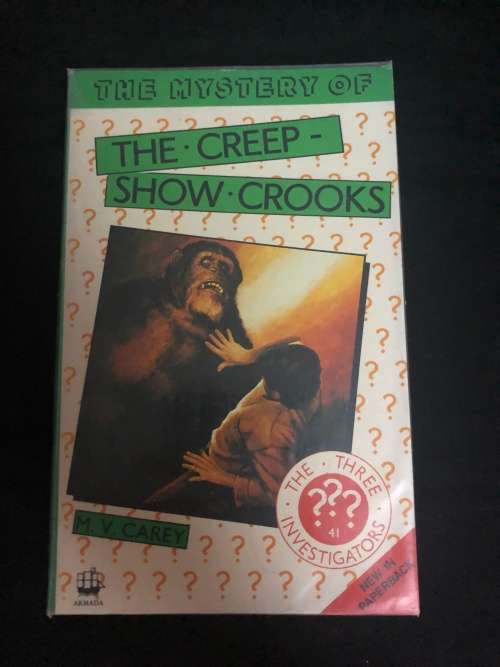 THE MYSTERY OF
THE · CREEP -
SHOW · CROOKS
M. V. CAREY
THE · THREE
???
41
INVESTIGATORS
NEW IN
PAPERBACK
ARMADA